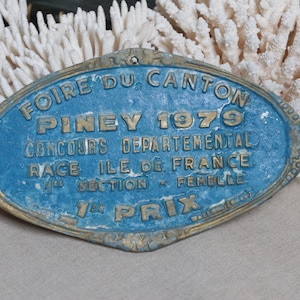 FOIRE DU CANTON
PINEY 1979
CONCOURS DEPARTEMENTAL
RACE ILE DE FRANCE
1re SECTION - FEMELLE
1er PRIX